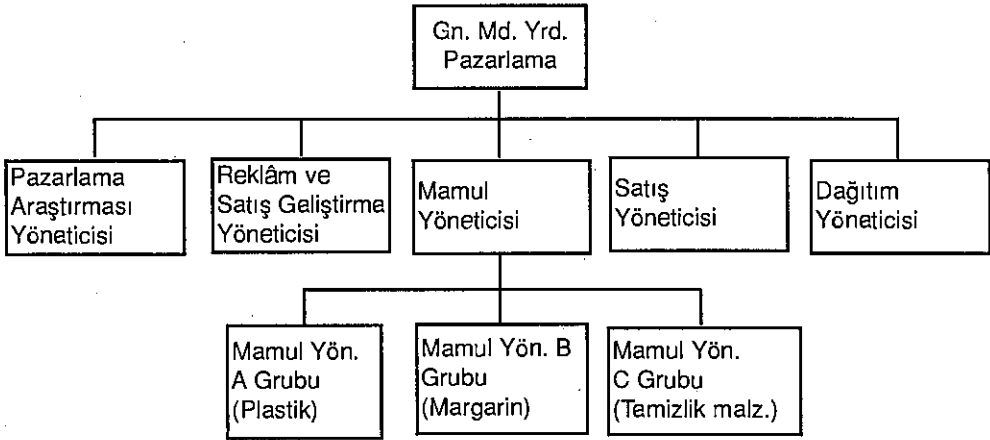 Gn. Md. Yrd.
Pazarlama
Pazarlama
Araştırması
Yöneticisi
Reklâm ve
Satış Geliştirme
Yöneticisi
Mamul
Yöneticisi
Satış
Yöneticisi
Dağıtım
Yöneticisi
Mamul Yön.
A Grubu
(Plastik)
Mamul Yön. B
Grubu
(Margarin)
Mamul Yön.
C Grubu
(Temizlik malz.)